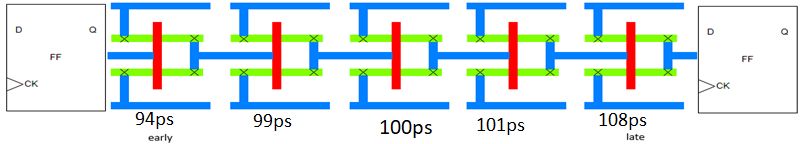 D Q
FF
CK
94ps
early
99ps
100ps
101ps
108ps
late
D Q
FF
CK